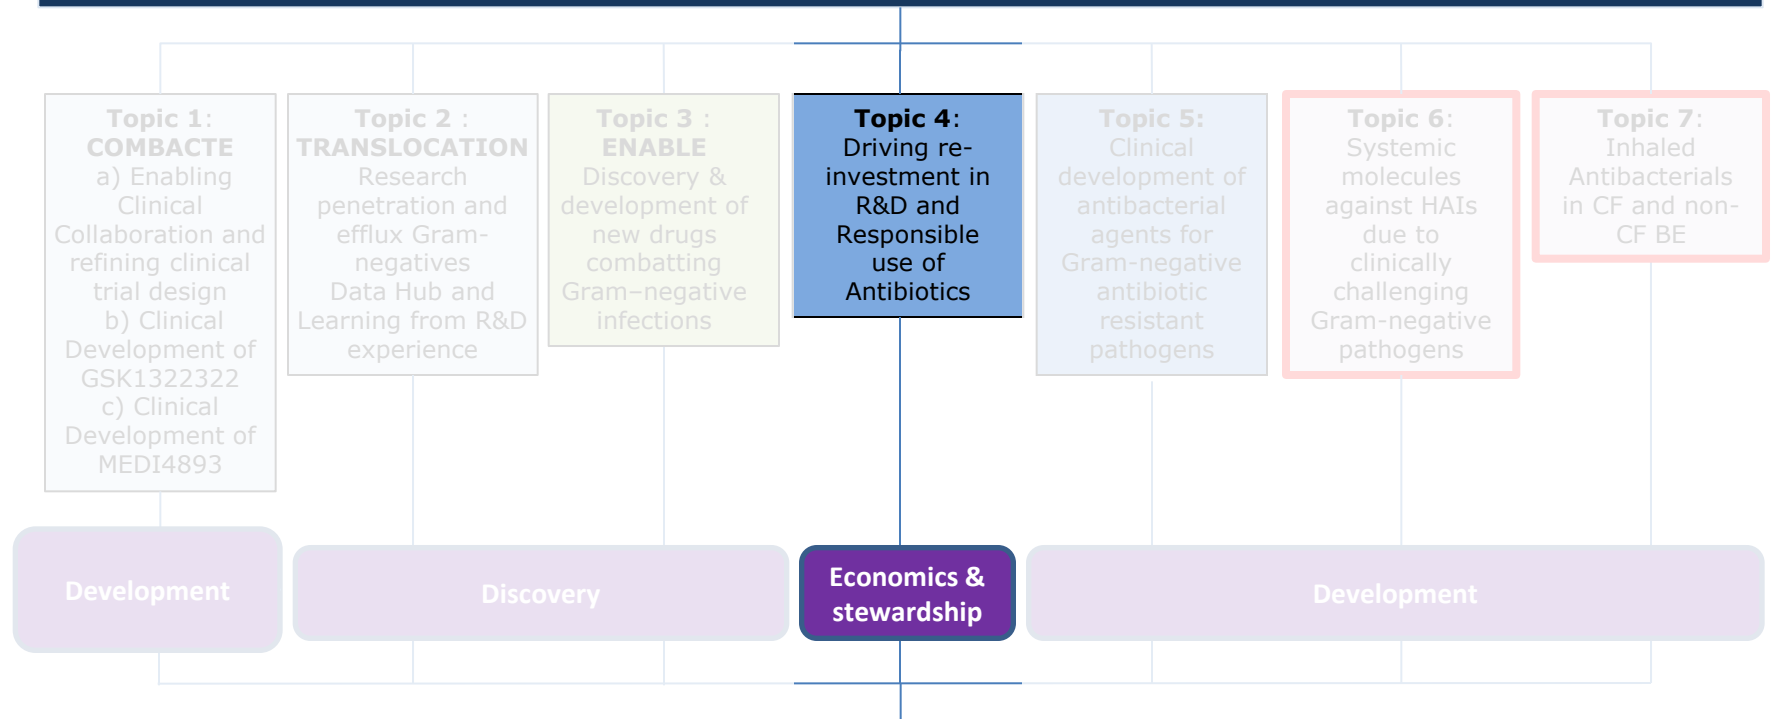 Topic 1:
COMBACTE
a) Enabling
Clinical
Collaboration and
refining clinical
trial design
b) Clinical
Development of
GSK1322322
c) Clinical
Development of
MEDI4893
Topic 2 :
TRANSLOCATION
Research
penetration and
efflux Gram-
negatives
Data Hub and
Learning from R&D
experience
Topic 3 :
ENABLE
Discovery &
development of
new drugs
combatting
Gram–negative
infections
Topic 4:
Driving re-
investment in
R&D and
Responsible
use of
Antibiotics
Topic 5:
Clinical
development of
antibacterial
agents for
Gram-negative
antibiotic
resistant
pathogens
Topic 6:
Systemic
molecules
against HAIs
due to
clinically
challenging
Gram-negative
pathogens
Topic 7:
Inhaled
Antibacterials
in CF and non-
CF BE
Development
Discovery
Economics &
stewardship
Development